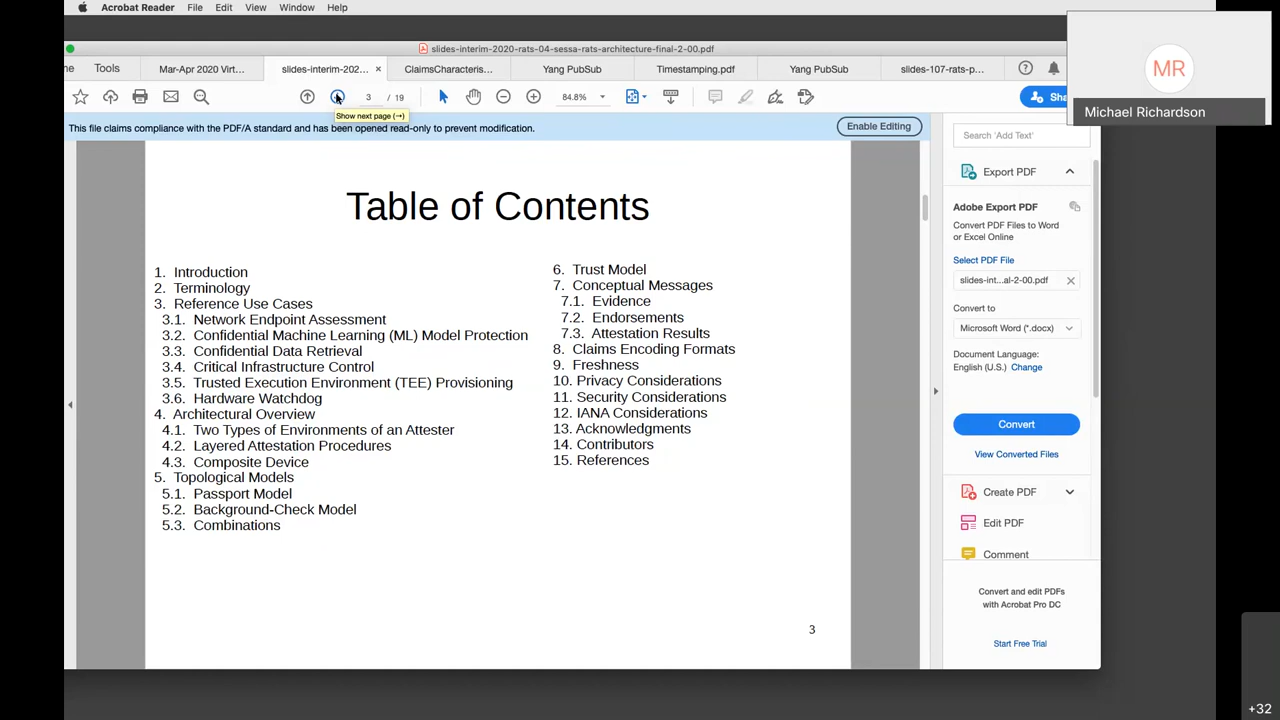 Acrobat Reader File Edit View Window Help
slides-interim-2020-rats-04-sessa-rats-architecture-final-2-00.pdf
ne Tools Mar-Apr 2020 Virt... slides-interim-202... × ClaimsCharacteris... Yang PubSub Timestamping.pdf Yang PubSub slides-107-rats-p...
3 / 19 84.8% Sha
Show next page (→)
This file claims compliance with the PDF/A standard and has been opened read-only to prevent modification. Enable Editing
MR
Michael Richardson
Table of Contents
1. Introduction
2. Terminology
3. Reference Use Cases
3.1. Network Endpoint Assessment
3.2. Confidential Machine Learning (ML) Model Protection
3.3. Confidential Data Retrieval
3.4. Critical Infrastructure Control
3.5. Trusted Execution Environment (TEE) Provisioning
3.6. Hardware Watchdog
4. Architectural Overview
4.1. Two Types of Environments of an Attester
4.2. Layered Attestation Procedures
4.3. Composite Device
5. Topological Models
5.1. Passport Model
5.2. Background-Check Model
5.3. Combinations
6. Trust Model
7. Conceptual Messages
7.1. Evidence
7.2. Endorsements
7.3. Attestation Results
8. Claims Encoding Formats
9. Freshness
10. Privacy Considerations
11. Security Considerations
12. IANA Considerations
13. Acknowledgments
14. Contributors
15. References
3
Search 'Add Text'
Export PDF
Adobe Export PDF
Convert PDF Files to Word
or Excel Online
Select PDF File
slides-int...al-2-00.pdf
Convert to
Microsoft Word (*.docx)
Document Language:
English (U.S.) Change
Convert
View Converted Files
Create PDF
Edit PDF
Comment
Convert and edit PDFs
with Acrobat Pro DC
Start Free Trial
+32